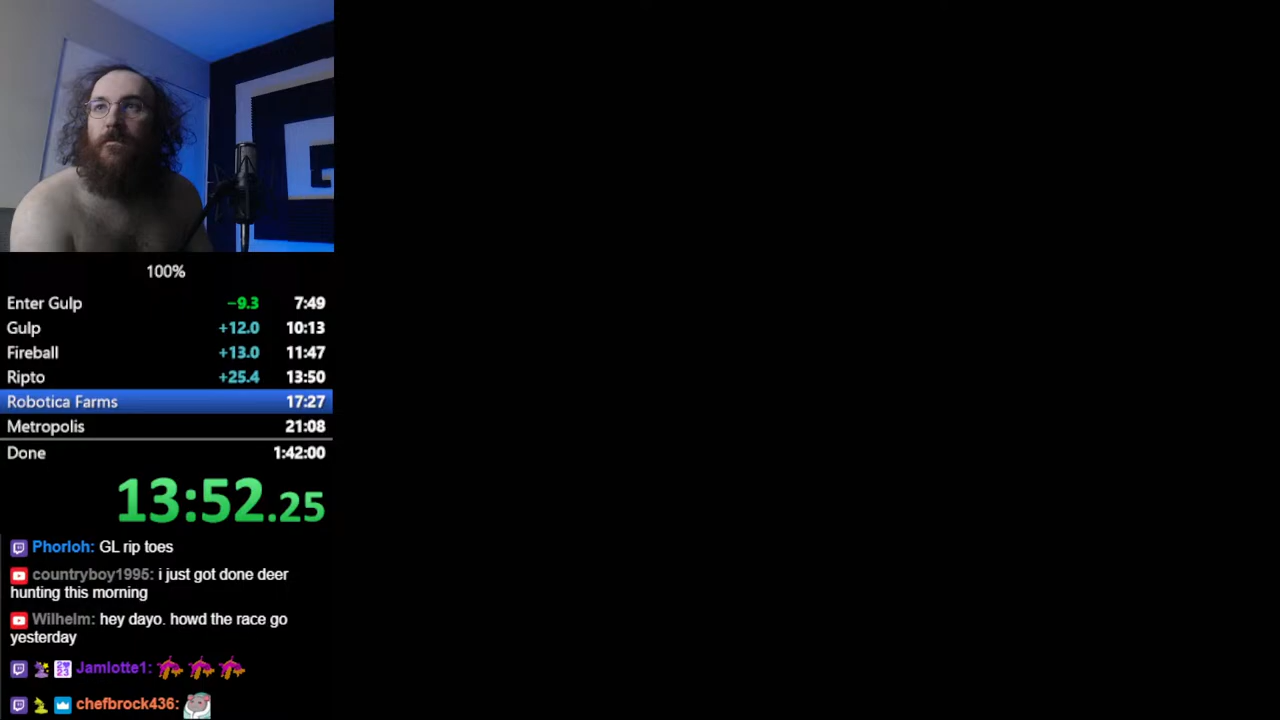 100%
Enter Gulp −9.3 7:49
Gulp +12.0 10:13
Fireball +13.0 11:47
Ripto +25.4 13:50
Robotica Farms 17:27
Metropolis 21:08
Done 1:42:00
13:52.25
Phorloh: GL rip toes
countryboy1995: i just got done deer
hunting this morning
Wilhelm: hey dayo. howd the race go
yesterday
Jamlotte1:
chefbrock436: